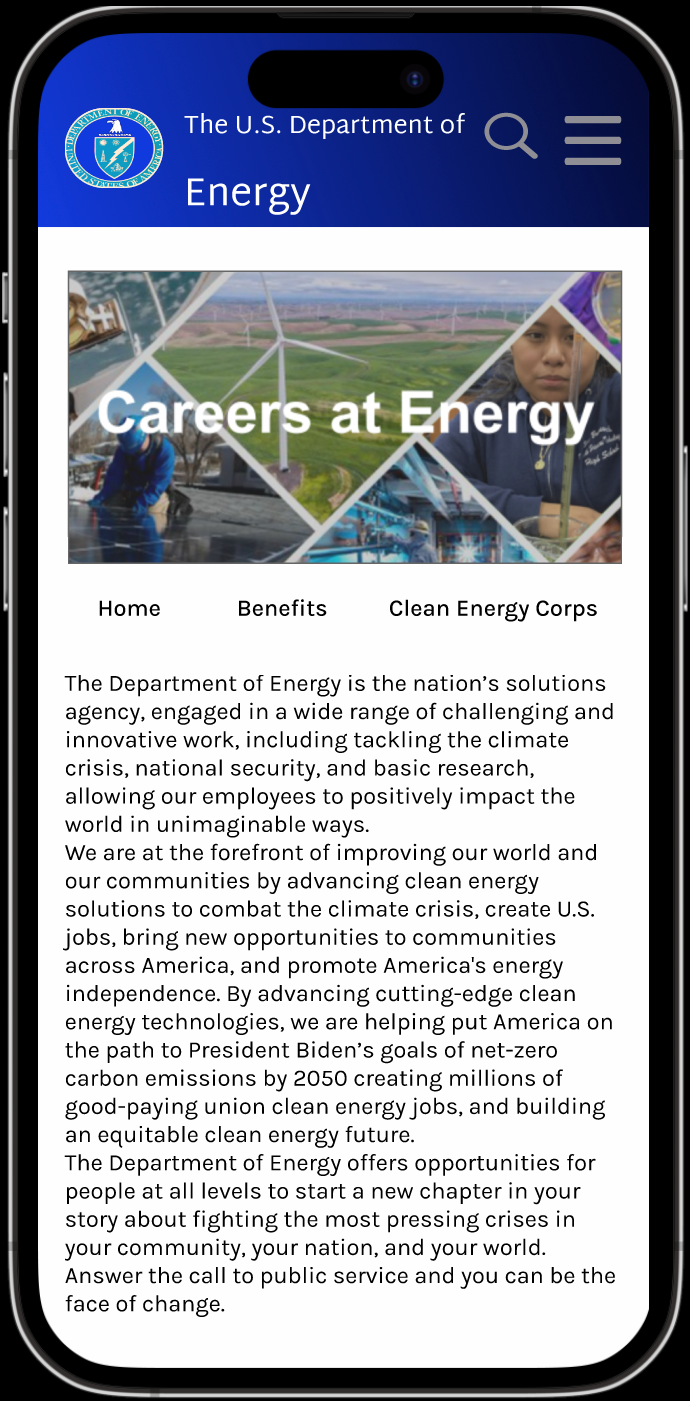 DEPARTMENT OF ENERGY
UNITED STATES OF AMERICA
The U.S. Department of
Energy
Careers at Energy
High School
Home Benefits Clean Energy Corps
The Department of Energy is the nation’s solutions
agency, engaged in a wide range of challenging and
innovative work, including tackling the climate
crisis, national security, and basic research,
allowing our employees to positively impact the
world in unimaginable ways.
We are at the forefront of improving our world and
our communities by advancing clean energy
solutions to combat the climate crisis, create U.S.
jobs, bring new opportunities to communities
across America, and promote America's energy
independence. By advancing cutting-edge clean
energy technologies, we are helping put America on
the path to President Biden’s goals of net-zero
carbon emissions by 2050 creating millions of
good-paying union clean energy jobs, and building
an equitable clean energy future.
The Department of Energy offers opportunities for
people at all levels to start a new chapter in your
story about fighting the most pressing crises in
your community, your nation, and your world.
Answer the call to public service and you can be the
face of change.